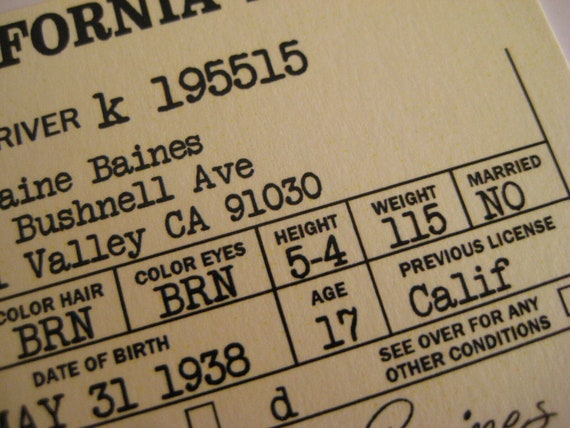 FORNIA
RIVER k 195515
aine Baines
Bushnell Ave
Valley CA 91030
COLOR HAIR COLOR EYES HEIGHT WEIGHT MARRIED
BRN BRN 5-4 115 NO
DATE OF BIRTH AGE PREVIOUS LICENSE
MAY 31 1938 17 Calif
SEE OVER FOR ANY
OTHER CONDITIONS
d
Baines